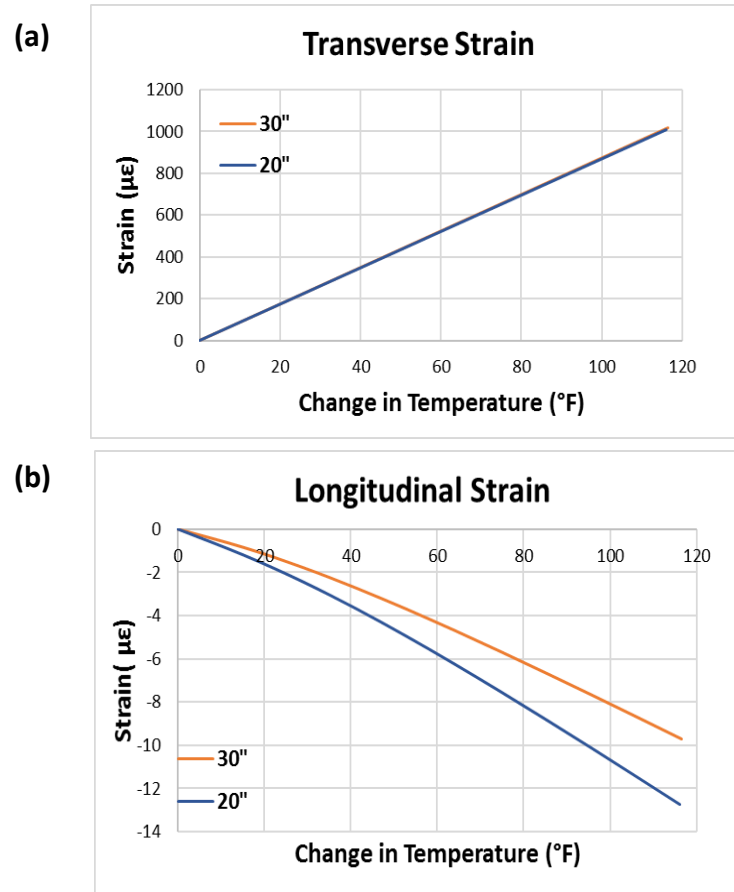 (a)
Transverse Strain
1200
1000
800
600
400
200
0
30"
20"
Strain (με)
0 20 40 60 80 100 120
Change in Temperature (°F)
(b)
Longitudinal Strain
0
-2
-4
-6
-8
-10
-12
-14
0 20 40 60 80 100 120
Strain( με)
30"
20"
Change in Temperature (°F)